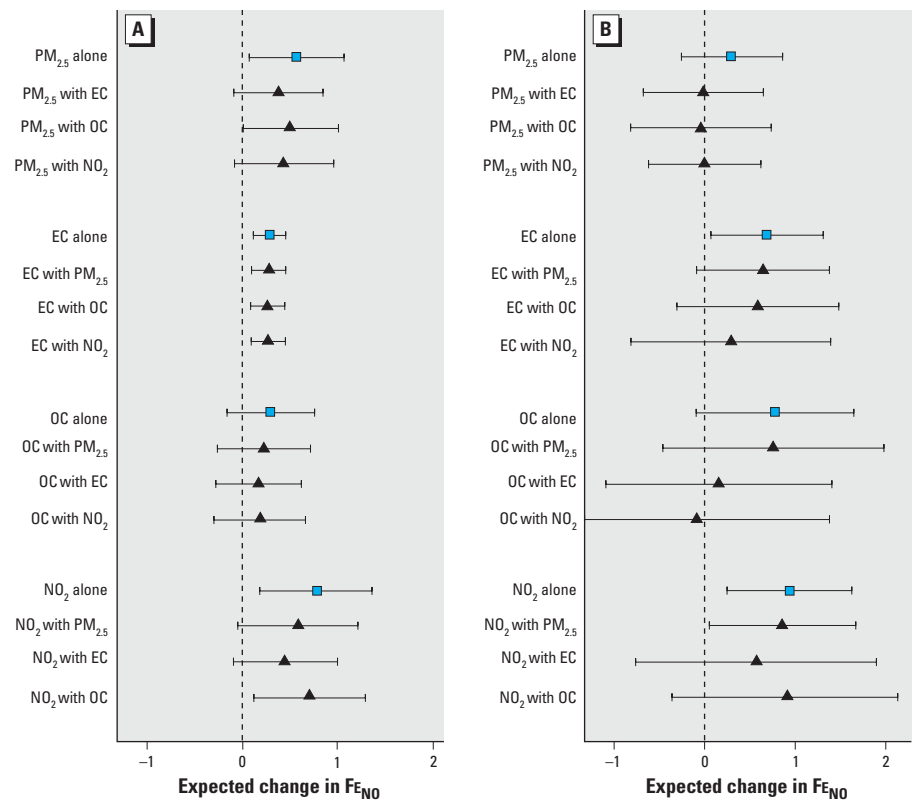 A
PM2.5 alone
PM2.5 with EC
PM2.5 with OC
PM2.5 with NO2
EC alone
EC with PM2.5
EC with OC
EC with NO2
OC alone
OC with PM2.5
OC with EC
OC with NO2
NO2 alone
NO2 with PM2.5
NO2 with EC
NO2 with OC
–1 0 1 2
Expected change in FENO
B
PM2.5 alone
PM2.5 with EC
PM2.5 with OC
PM2.5 with NO2
EC alone
EC with PM2.5
EC with OC
EC with NO2
OC alone
OC with PM2.5
OC with EC
OC with NO2
NO2 alone
NO2 with PM2.5
NO2 with EC
NO2 with OC
–1 0 1 2
Expected change in FENO